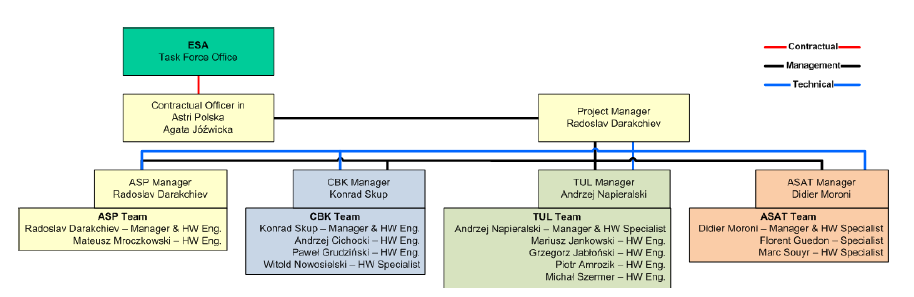 ESA
Task Force Office
Contractual
Management
Technical
Contractual Officer in
Astri Polska
Agata Jóźwicka
Project Manager
Radoslav Darakchiev
ASP Manager
Radoslav Darakchiev
ASP Team
Radoslav Darakchiev – Manager & HW Eng.
Mateusz Mroczkowski – HW Eng.
CBK Manager
Konrad Skup
CBK Team
Konrad Skup – Manager & HW Eng.
Andrzej Cichocki – HW Eng.
Paweł Grudziński – HW Eng.
Witold Nowosielski – HW Specialist
TUL Manager
Andrzej Napieralski
TUL Team
Andrzej Napieralski – Manager & HW Specialist
Mariusz Jankowski – HW Eng.
Grzegorz Jabłoński – HW Eng.
Piotr Amrozik – HW Eng.
Michał Szermer – HW Eng.
ASAT Manager
Didier Moroni
ASAT Team
Didier Moroni – Manager & HW Specialist
Florent Guedon – Specialist
Marc Souyr – HW Specialist